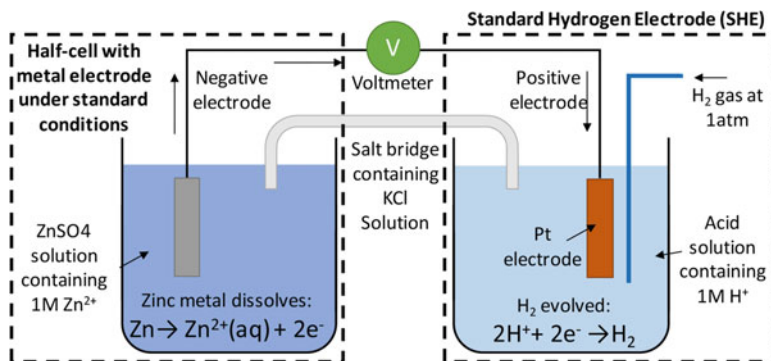 Standard Hydrogen Electrode (SHE)
Half-cell with
metal electrode
under standard
conditions
Negative
electrode
V
Voltmeter
Positive
electrode
H₂ gas at
1atm
Salt bridge
containing
KCl
Solution
ZnSO4
solution
containing
1M Zn²⁺
Pt
electrode
Acid
solution
containing
1M H⁺
Zinc metal dissolves:
Zn→ Zn²⁺(aq) + 2e⁻
H₂ evolved:
2H⁺+ 2e⁻ →H₂